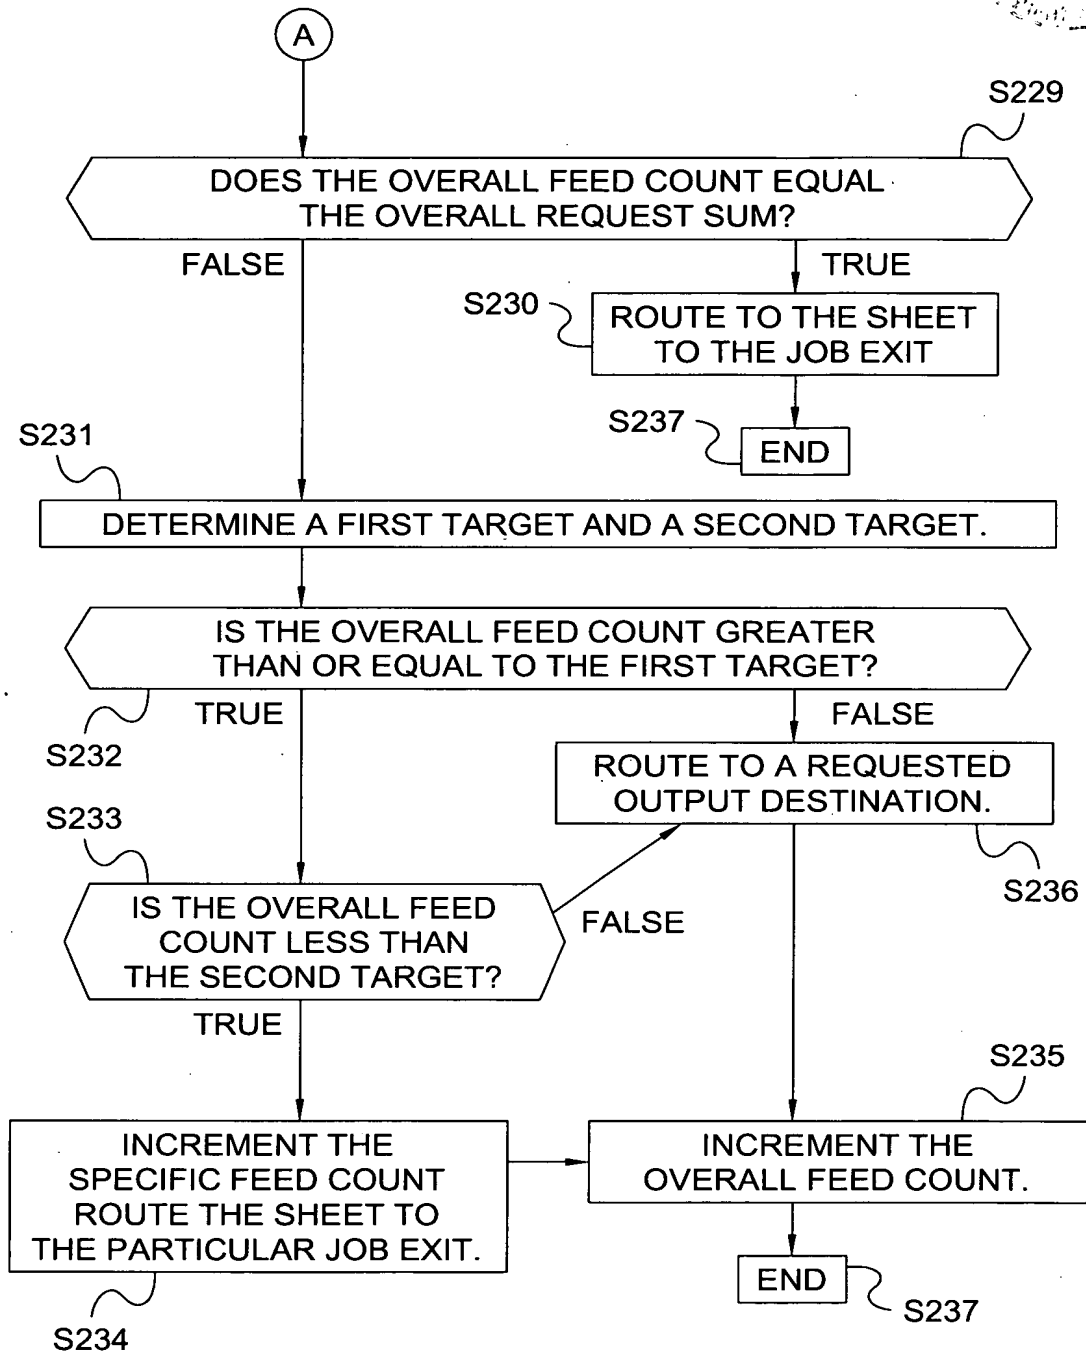 A
S229
DOES THE OVERALL FEED COUNT EQUAL
THE OVERALL REQUEST SUM?
FALSE
TRUE
S230
ROUTE TO THE SHEET
TO THE JOB EXIT
S237
END
S231
DETERMINE A FIRST TARGET AND A SECOND TARGET.
IS THE OVERALL FEED COUNT GREATER
THAN OR EQUAL TO THE FIRST TARGET?
S232
TRUE
FALSE
ROUTE TO A REQUESTED
OUTPUT DESTINATION.
S236
S233
IS THE OVERALL FEED
COUNT LESS THAN
THE SECOND TARGET?
FALSE
TRUE
S235
INCREMENT THE
SPECIFIC FEED COUNT
ROUTE THE SHEET TO
THE PARTICULAR JOB EXIT.
S234
INCREMENT THE
OVERALL FEED COUNT.
END
S237